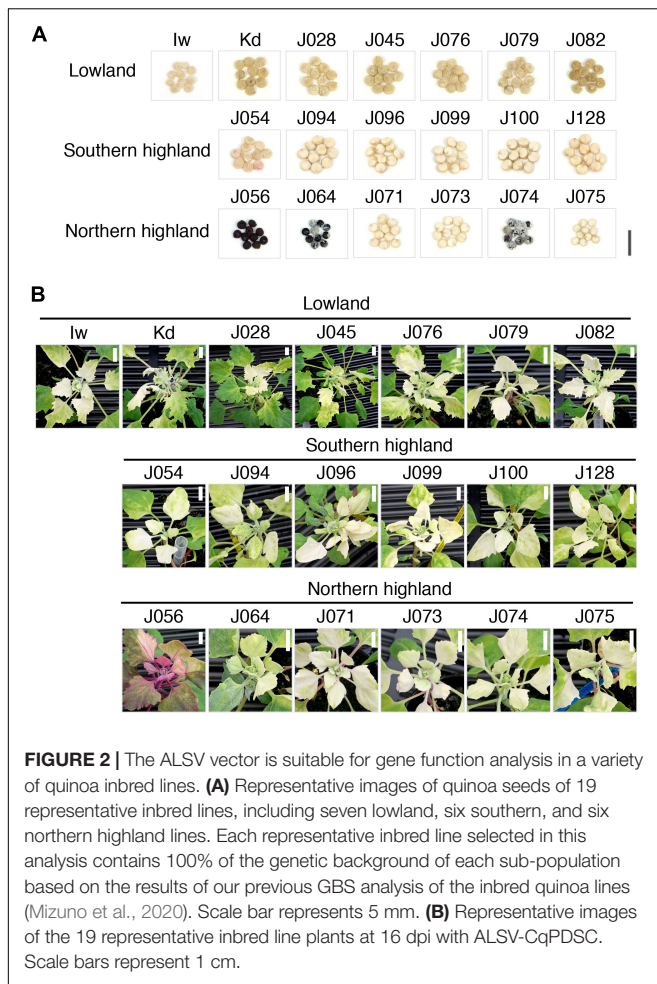 A
Iw Kd J028 J045 J076 J079 J082
Lowland
J054 J094 J096 J099 J100 J128
Southern highland
J056 J064 J071 J073 J074 J075
Northern highland
B
Lowland
Iw Kd J028 J045 J076 J079 J082
Southern highland
J054 J094 J096 J099 J100 J128
Northern highland
J056 J064 J071 J073 J074 J075
FIGURE 2 | The ALSV vector is suitable for gene function analysis in a variety
of quinoa inbred lines. (A) Representative images of quinoa seeds of 19
representative inbred lines, including seven lowland, six southern, and six
northern highland lines. Each representative inbred line selected in this
analysis contains 100% of the genetic background of each sub-population
based on the results of our previous GBS analysis of the inbred quinoa lines
(Mizuno et al., 2020). Scale bar represents 5 mm. (B) Representative images
of the 19 representative inbred line plants at 16 dpi with ALSV-CqPDSC.
Scale bars represent 1 cm.